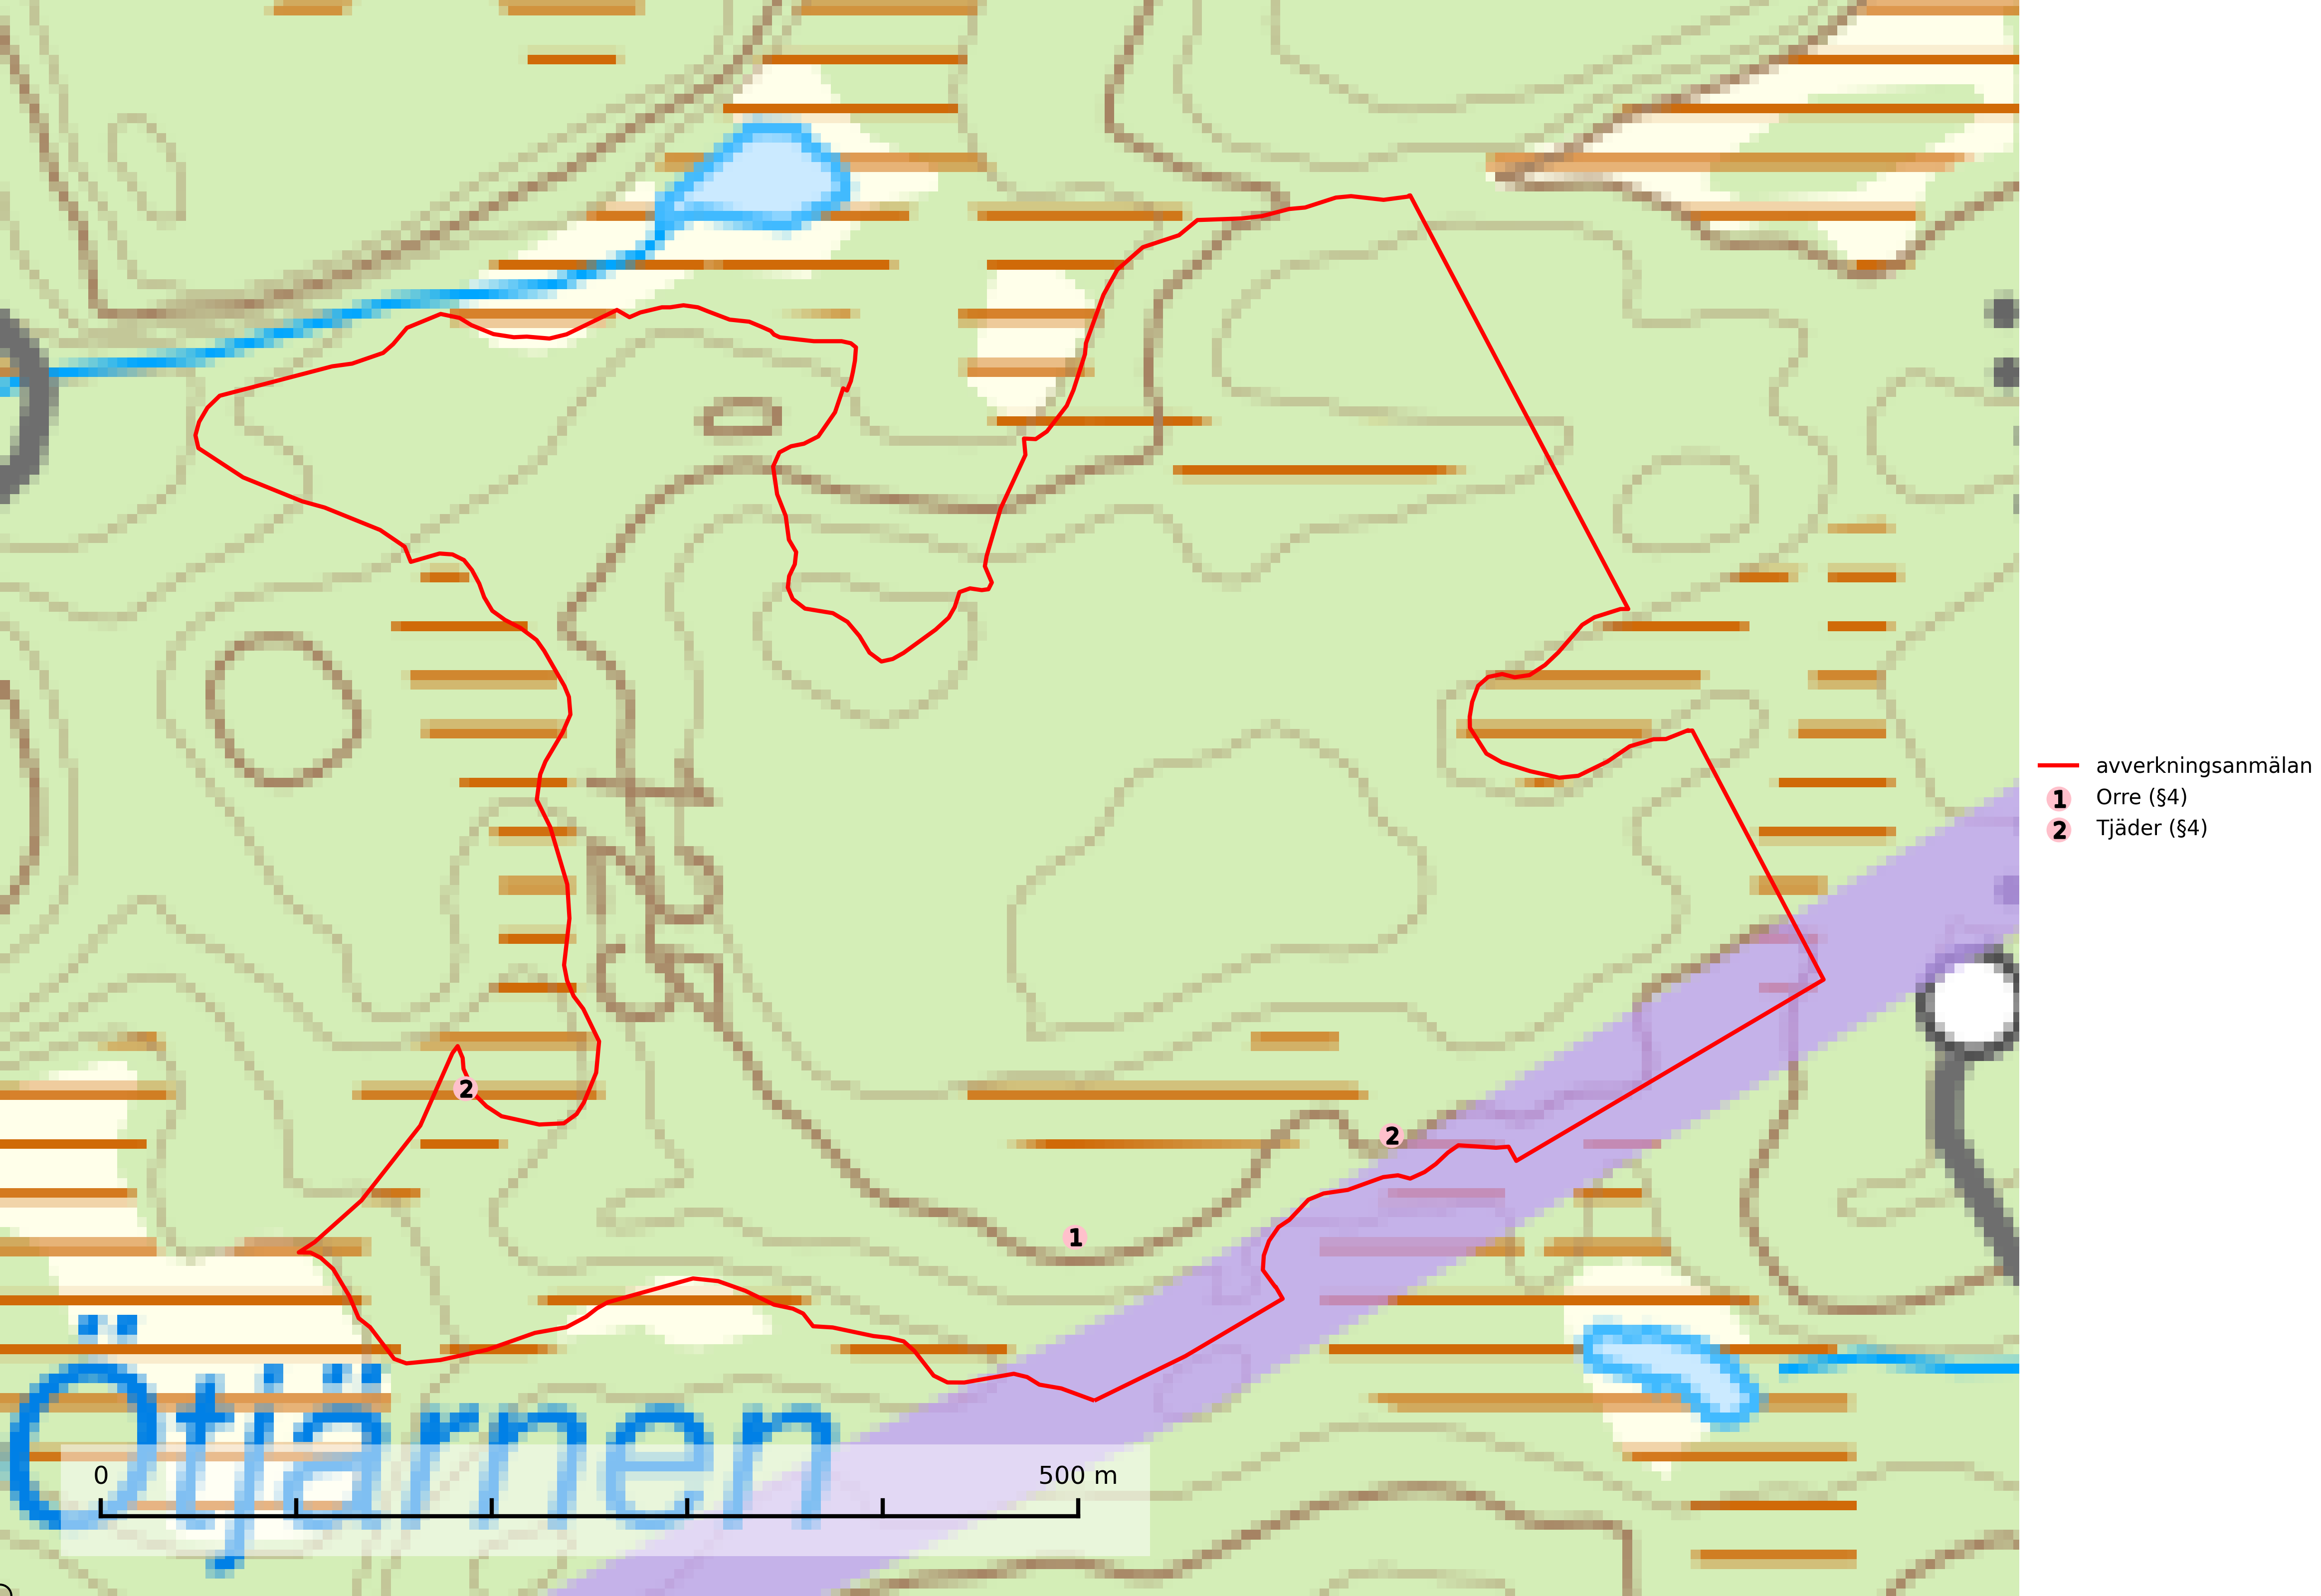 avverkningsanmälan
1 Orre (§4)
2 Tjäder (§4)
2
2
1
Ötjärnen
0 500 m